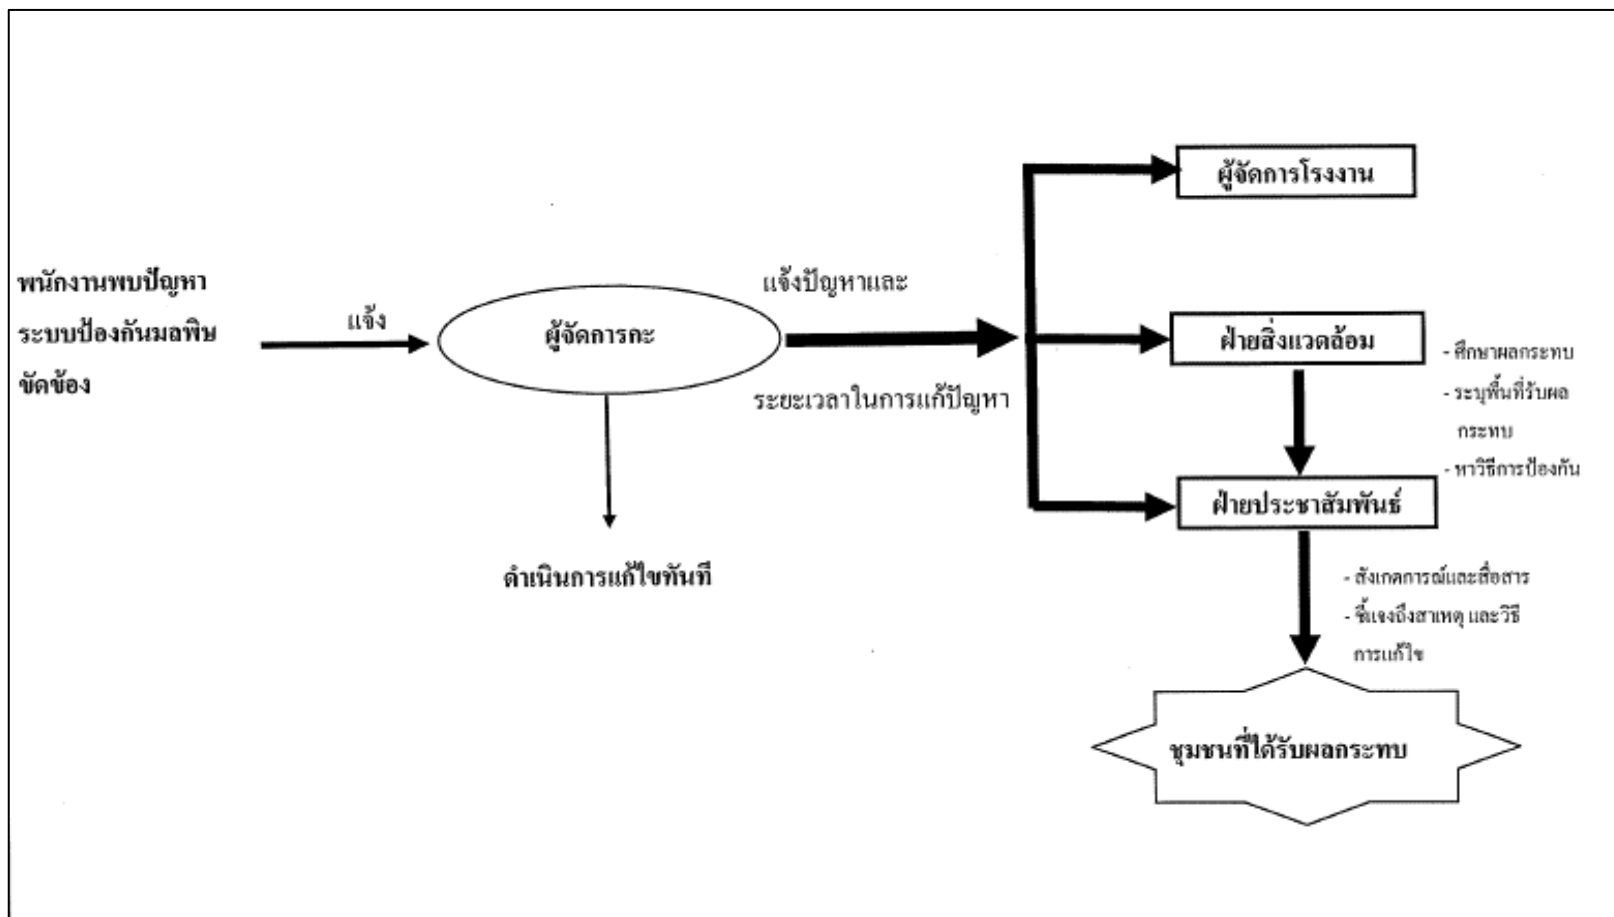 พนักงานพบปัญหา
ระบบป้องกันมลพิษ
ขัดข้อง
แจ้ง
ผู้จัดการกะ
ดำเนินการแก้ไขทันที
แจ้งปัญหาและ
ระยะเวลาในการแก้ปัญหา
ผู้จัดการโรงงาน
ฝ่ายสิ่งแวดล้อม
- ศึกษาผลกระทบ
- ระบุพื้นที่รับผล
กระทบ
- หาวิธีการป้องกัน
ฝ่ายประชาสัมพันธ์
- สังเกตการณ์และสื่อสาร
- ชี้แจงถึงสาเหตุ และวิธี
การแก้ไข
ชุมชนที่ได้รับผลกระทบ